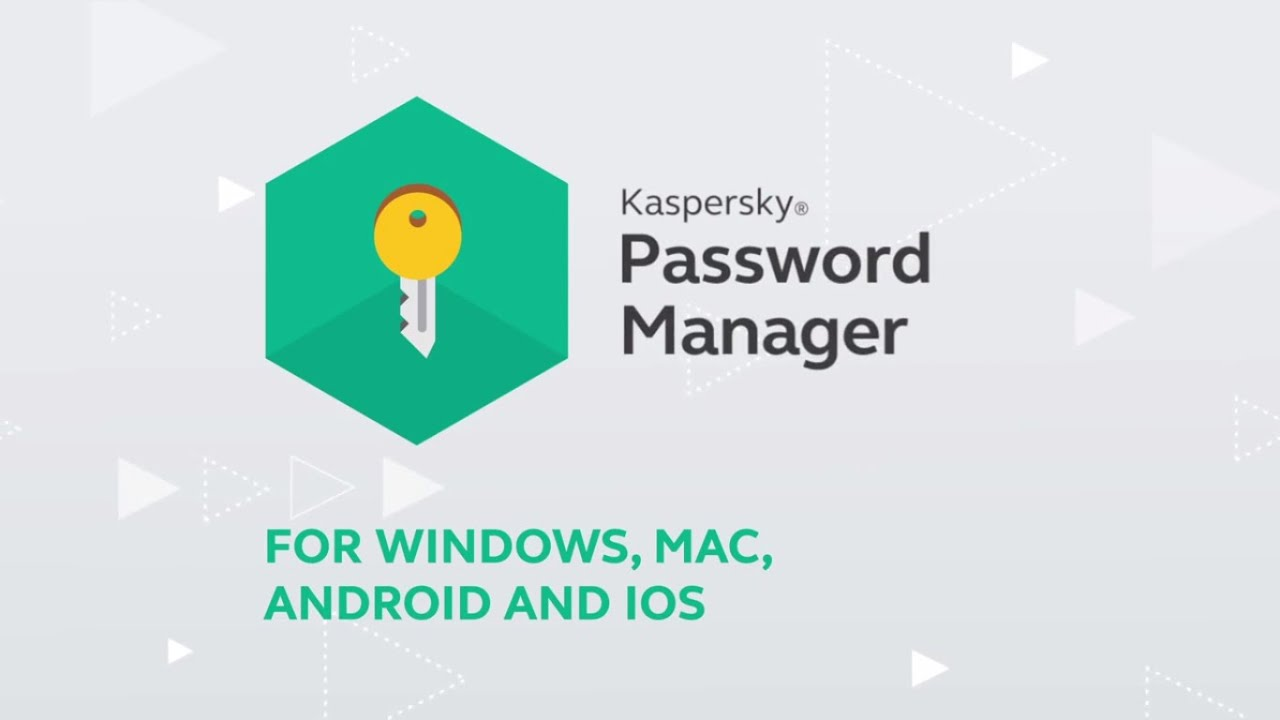 Kaspersky®
Password
Manager
FOR WINDOWS, MAC,
ANDROID AND IOS